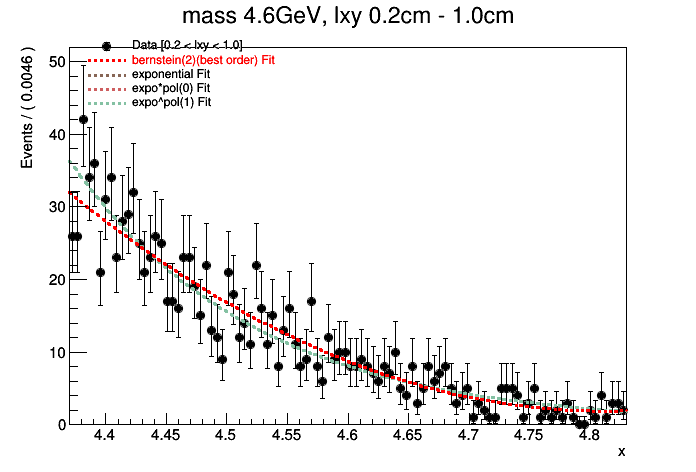 mass 4.6GeV, lxy 0.2cm - 1.0cm
Events / ( 0.0046 )
Data [0.2 < lxy < 1.0]
bernstein(2)(best order) Fit
exponential Fit
expo*pol(0) Fit
expo^pol(1) Fit
50
40
30
20
10
0
4.4 4.45 4.5 4.55 4.6 4.65 4.7 4.75 4.8
x